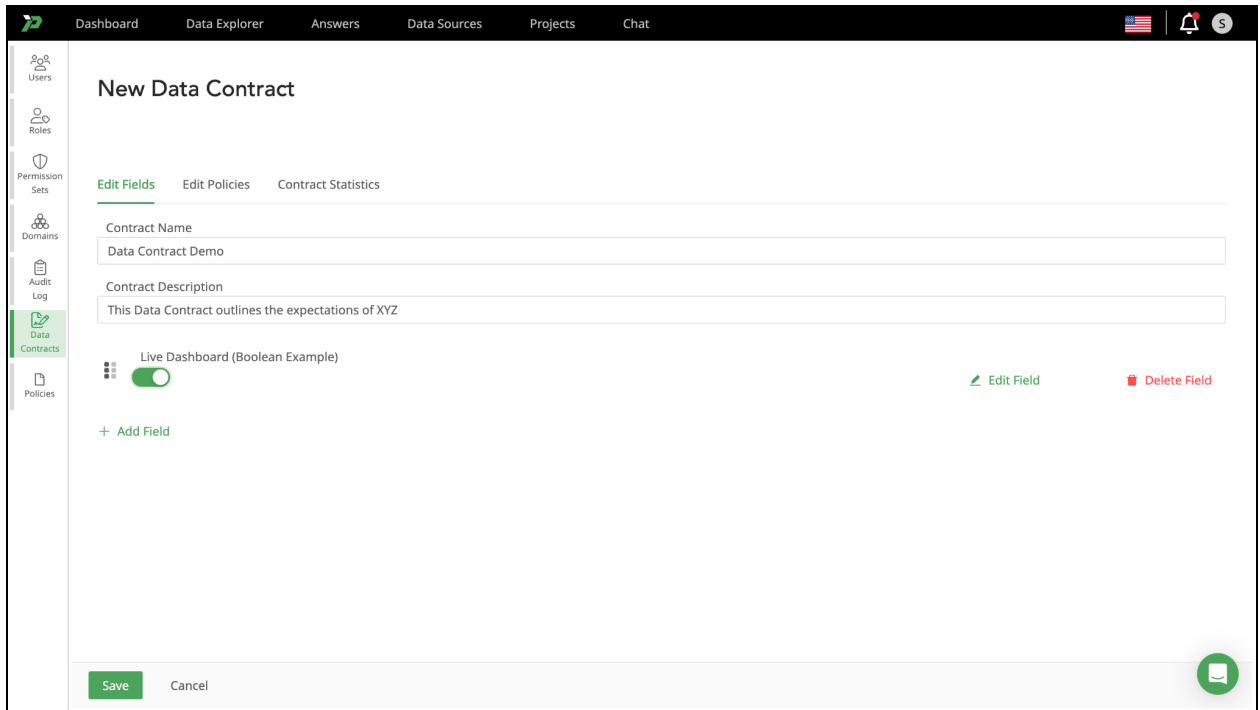 Dashboard Data Explorer Answers Data Sources Projects Chat S
Users
Roles
Permission
Sets
Domains
Audit
Log
Data
Contracts
Policies
New Data Contract
Edit Fields Edit Policies Contract Statistics
Contract Name
Data Contract Demo
Contract Description
This Data Contract outlines the expectations of XYZ
Live Dashboard (Boolean Example)
Edit Field Delete Field
+ Add Field
Save Cancel